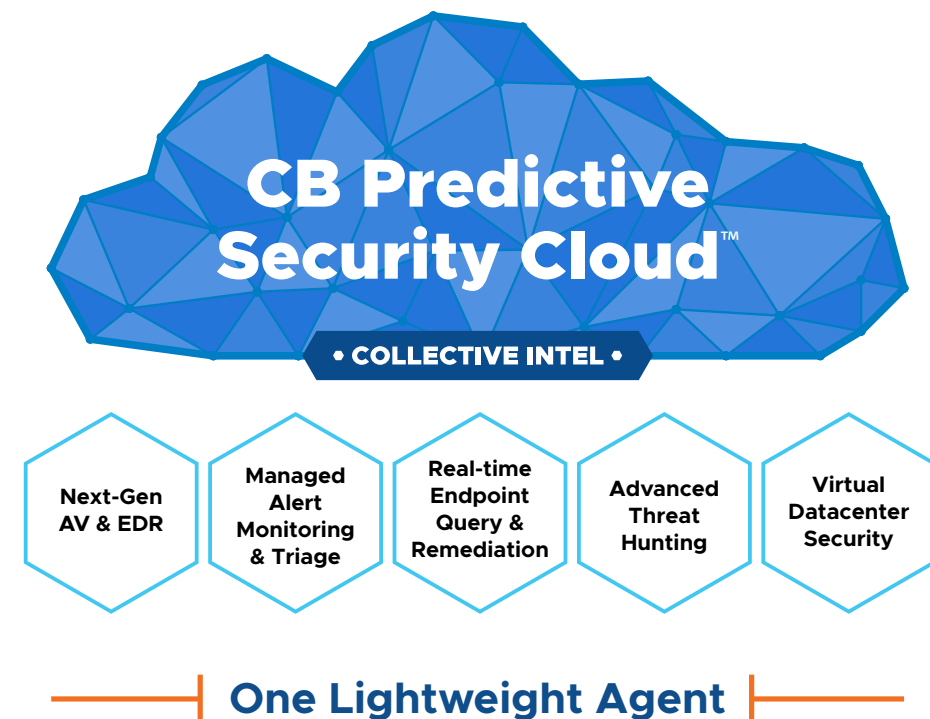 CB Predictive
Security Cloud™
• COLLECTIVE INTEL •
Next-Gen
AV & EDR
Managed
Alert
Monitoring
& Triage
Real-time
Endpoint
Query &
Remediation
Advanced
Threat
Hunting
Virtual
Datacenter
Security
One Lightweight Agent